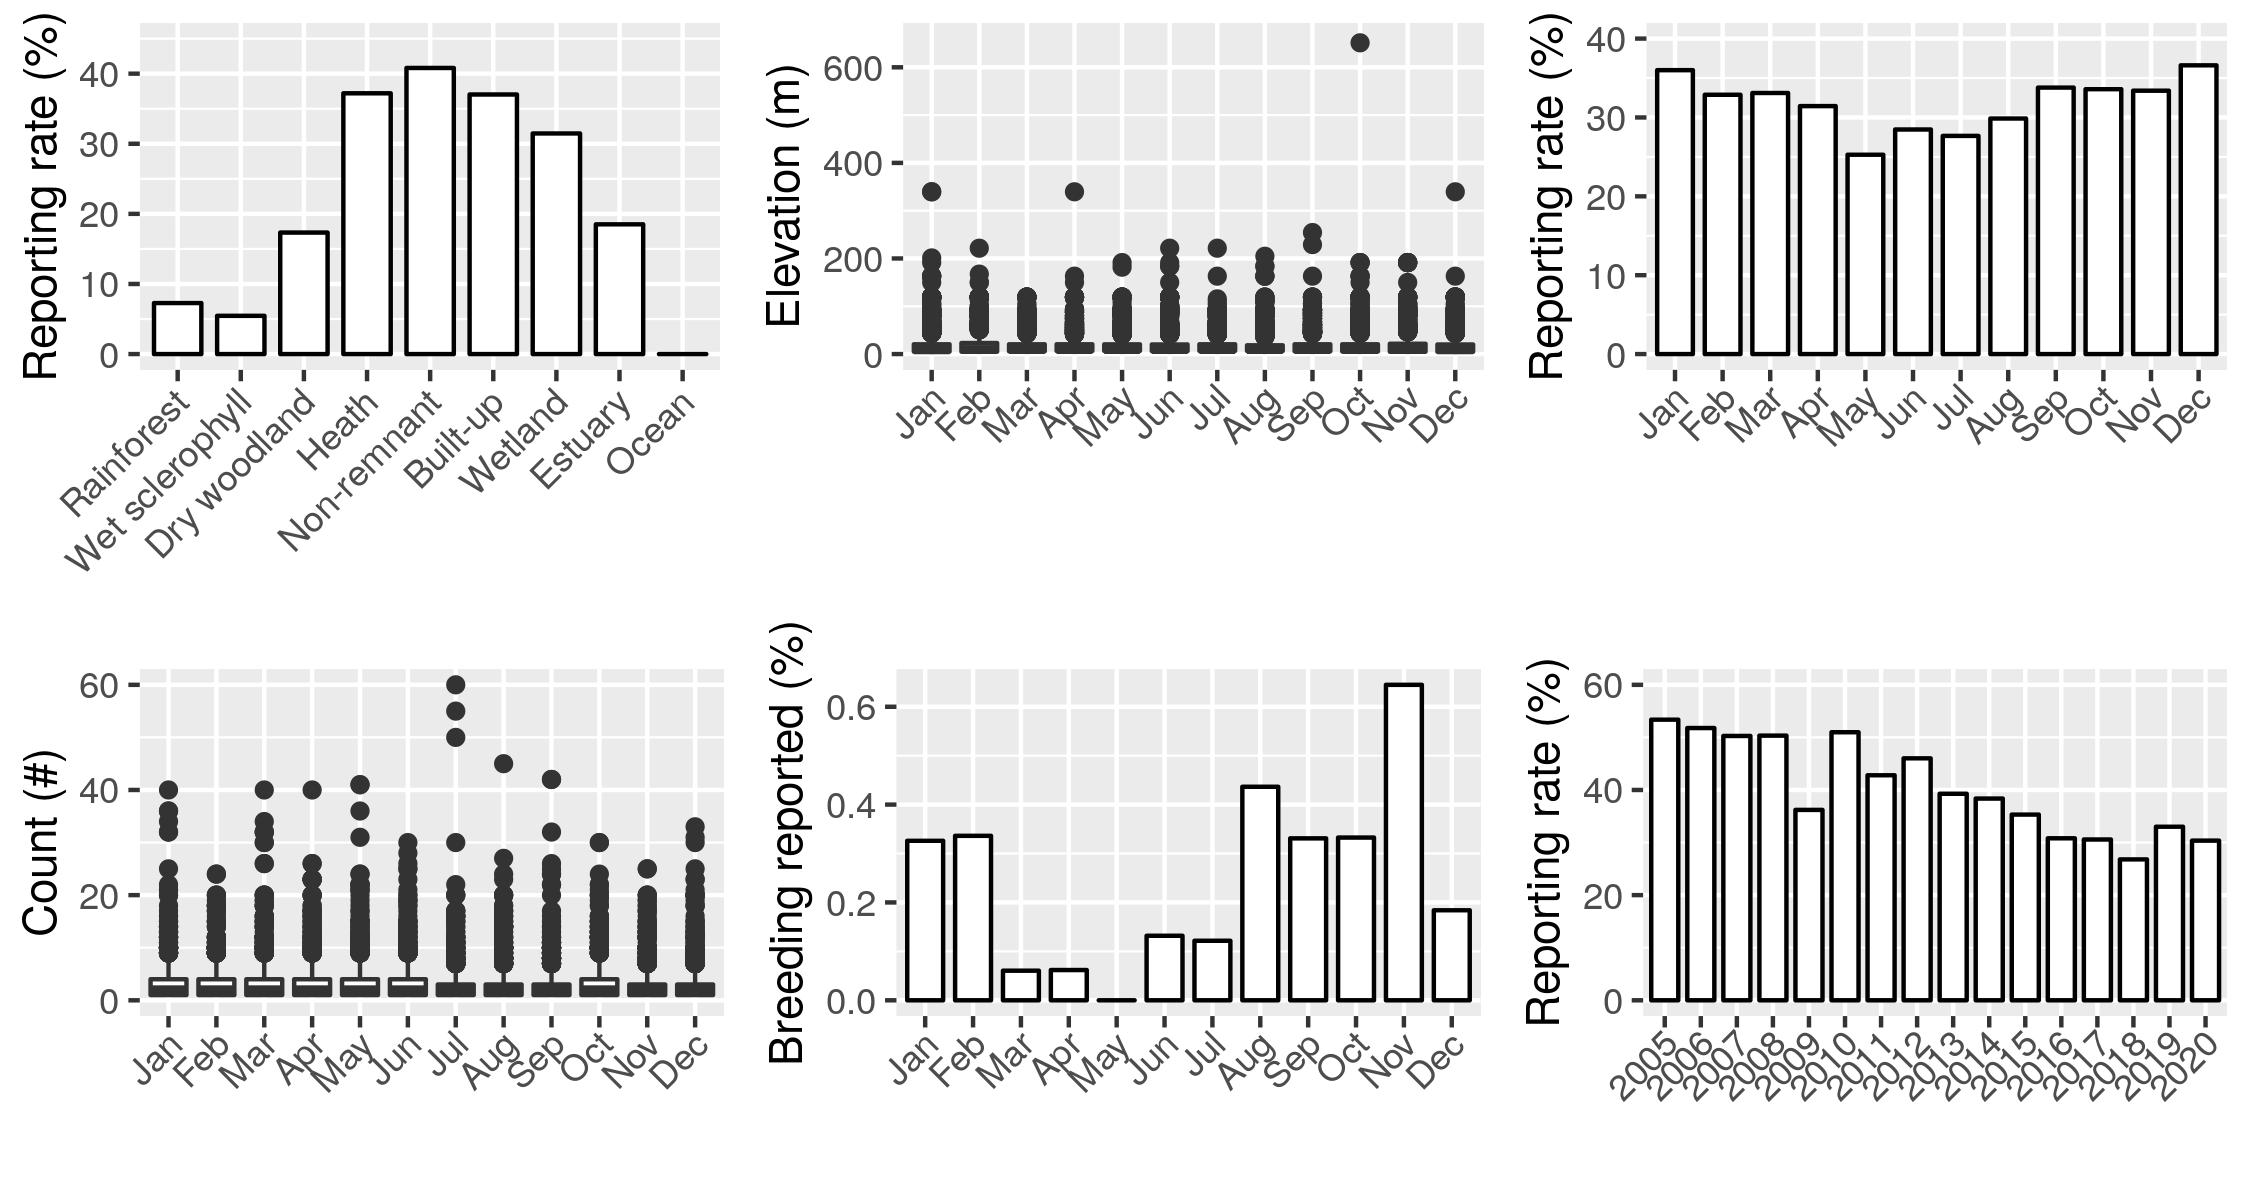 Reporting rate (%)
40
30
20
10
0
Rainforest
Wet sclerophyll
Dry woodland
Heath
Non-remnant
Built-up
Wetland
Estuary
Ocean
Elevation (m)
600
400
200
0
Jan
Feb
Mar
Apr
May
Jun
Jul
Aug
Sep
Oct
Nov
Dec
Reporting rate (%)
40
30
20
10
0
Jan
Feb
Mar
Apr
May
Jun
Jul
Aug
Sep
Oct
Nov
Dec
Count (#)
60
40
20
0
Jan
Feb
Mar
Apr
May
Jun
Jul
Aug
Sep
Oct
Nov
Dec
Breeding reported (%)
0.6
0.4
0.2
0.0
Jan
Feb
Mar
Apr
May
Jun
Jul
Aug
Sep
Oct
Nov
Dec
Reporting rate (%)
60
40
20
0
2005
2006
2007
2008
2009
2010
2011
2012
2013
2014
2015
2016
2017
2018
2019
2020